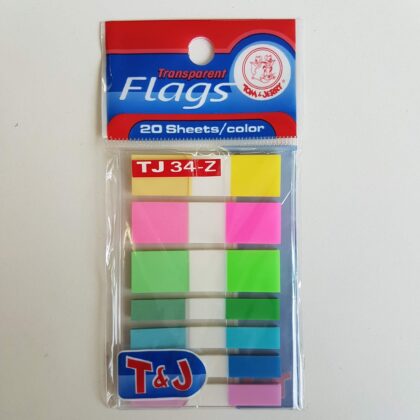 Transparent
Flags
TOM & JERRY
20 Sheets/color
TJ 34-Z
T&J